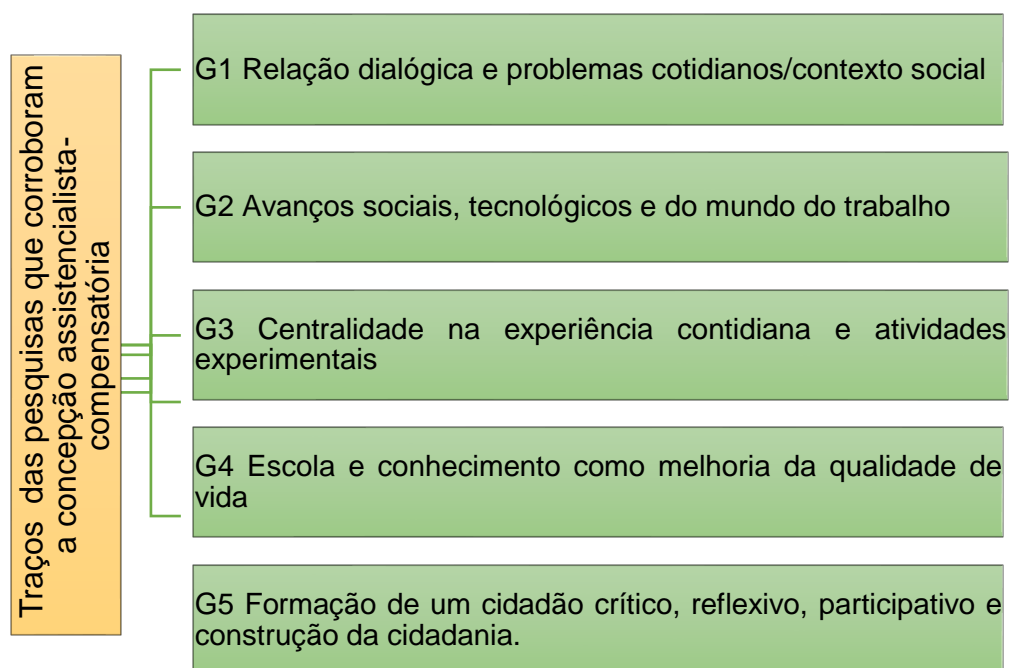 Traços das pesquisas que corroboram
a concepção assistencialista-
compensatória
G1 Relação dialógica e problemas cotidianos/contexto social
G2 Avanços sociais, tecnológicos e do mundo do trabalho
G3 Centralidade na experiência contidiana e atividades
experimentais
G4 Escola e conhecimento como melhoria da qualidade de
vida
G5 Formação de um cidadão crítico, reflexivo, participativo e
construção da cidadania.